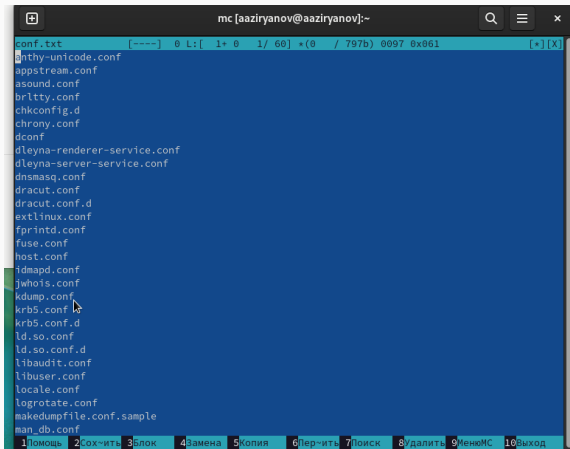 mc [aaziryanov@aaziryanov]:~
conf.txt [----] 0 L:[ 1+ 0 1/ 60] *(0 / 797b) 0097 0x061 [*][X]
anthy-unicode.conf
appstream.conf
asound.conf
brltty.conf
chkconfig.d
chrony.conf
dconf
dleyna-renderer-service.conf
dleyna-server-service.conf
dnsmasq.conf
dracut.conf
dracut.conf.d
extlinux.conf
fprintd.conf
fuse.conf
host.conf
idmapd.conf
jwhois.conf
kdump.conf
krb5.conf
krb5.conf.d
ld.so.conf
ld.so.conf.d
libaudit.conf
libuser.conf
locale.conf
logrotate.conf
makedumpfile.conf.sample
man_db.conf
1Помощь 2Сох~ить 3Блок 4Замена 5Копия 6Пер~ить 7Поиск 8Удалить 9МенюMC 10Выход